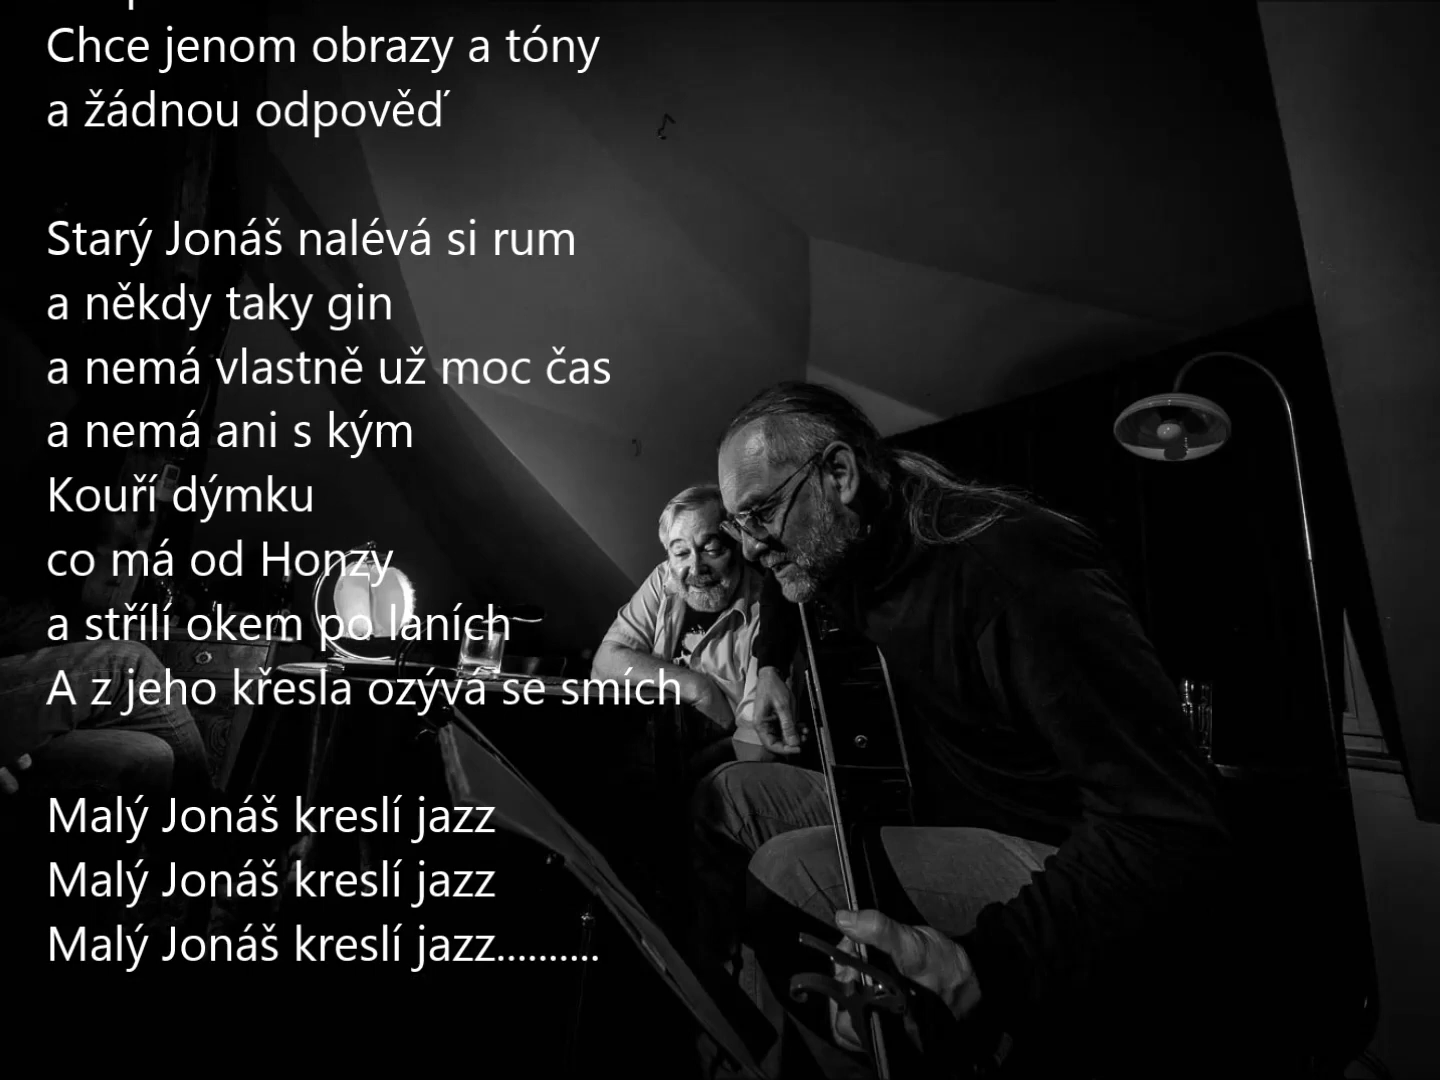 Chce jenom obrazy a tóny
a žádnou odpověď
Starý Jonáš nalévá si rum
a někdy taky gin
a nemá vlastně už moc čas
a nemá ani s kým
Kouří dýmku
co má od Honzy
a střílí okem po laních
A z jeho křesla ozývá se smích
Malý Jonáš kreslí jazz
Malý Jonáš kreslí jazz
Malý Jonáš kreslí jazz..........